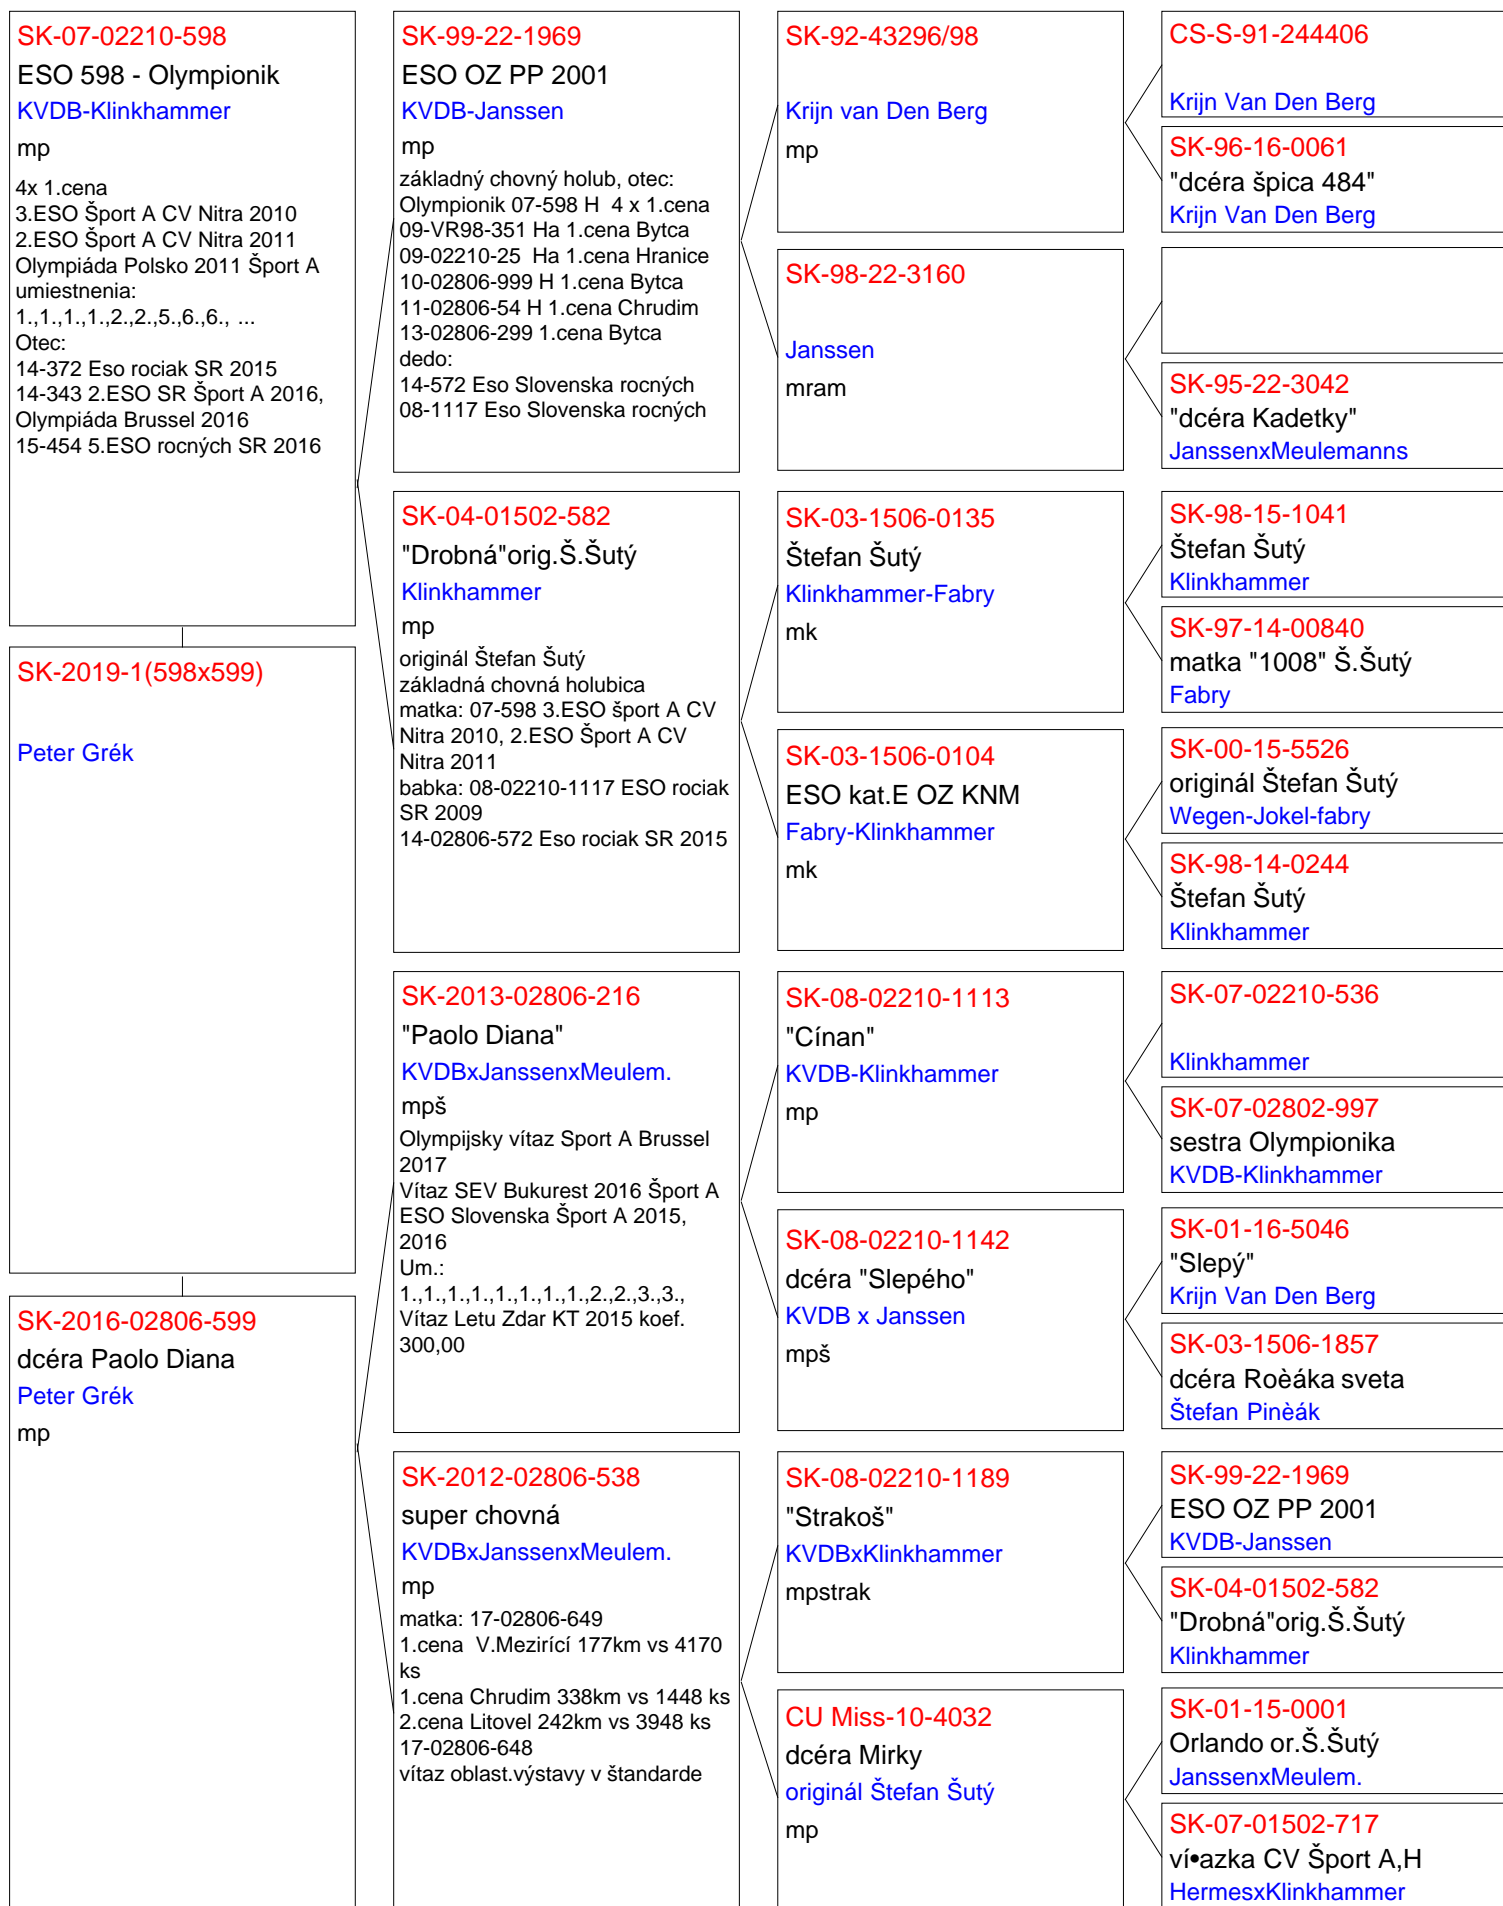 SK-07-02210-598
ESO 598 - Olympionik
KVDB-Klinkhammer
mp
4x 1.cena
3.ESO Šport A CV Nitra 2010
2.ESO Šport A CV Nitra 2011
Olympiáda Polsko 2011 Šport A
umiestnenia:
1.,1.,1.,1.,2.,2.,5.,6.,6., ...
Otec:
14-372 Eso rociak SR 2015
14-343 2.ESO SR Šport A 2016,
Olympiáda Brussel 2016
15-454 5.ESO rocných SR 2016
SK-2019-1(598x599)
Peter Grék
SK-2016-02806-599
dcéra Paolo Diana
Peter Grék
mp
SK-99-22-1969
ESO OZ PP 2001
KVDB-Janssen
mp
základný chovný holub, otec:
Olympionik 07-598 H  4 x 1.cena
09-VR98-351 Ha 1.cena Bytca
09-02210-25  Ha 1.cena Hranice
10-02806-999 H 1.cena Bytca
11-02806-54 H 1.cena Chrudim
13-02806-299 1.cena Bytca
dedo:
14-572 Eso Slovenska rocných
08-1117 Eso Slovenska rocných
SK-04-01502-582
"Drobná"orig.Š.Šutý
Klinkhammer
mp
originál Štefan Šutý
základná chovná holubica
matka: 07-598 3.ESO šport A CV
Nitra 2010, 2.ESO Šport A CV
Nitra 2011
babka: 08-02210-1117 ESO rociak
SR 2009
14-02806-572 Eso rociak SR 2015
SK-2013-02806-216
"Paolo Diana"
KVDBxJanssenxMeulem.
mpš
Olympijsky vítaz Sport A Brussel
2017
Vítaz SEV Bukurest 2016 Šport A
ESO Slovenska Šport A 2015,
2016
Um.:
1.,1.,1.,1.,1.,1.,1.,1.,2.,2.,3.,3.,
Vítaz Letu Zdar KT 2015 koef.
300,00
SK-2012-02806-538
super chovná
KVDBxJanssenxMeulem.
mp
matka: 17-02806-649
1.cena  V.Mezirící 177km vs 4170
ks
1.cena Chrudim 338km vs 1448 ks
2.cena Litovel 242km vs 3948 ks
17-02806-648
vítaz oblast.výstavy v štandarde
SK-92-43296/98
Krijn van Den Berg
mp
SK-98-22-3160
Janssen
mram
SK-03-1506-0135
Štefan Šutý
Klinkhammer-Fabry
mk
SK-03-1506-0104
ESO kat.E OZ KNM
Fabry-Klinkhammer
mk
SK-08-02210-1113
"Cínan"
KVDB-Klinkhammer
mp
SK-08-02210-1142
dcéra "Slepého"
KVDB x Janssen
mpš
SK-08-02210-1189
"Strakoš"
KVDBxKlinkhammer
mpstrak
CU Miss-10-4032
dcéra Mirky
originál Štefan Šutý
mp
CS-S-91-244406
Krijn Van Den Berg
SK-96-16-0061
"dcéra špica 484"
Krijn Van Den Berg
SK-95-22-3042
"dcéra Kadetky"
JanssenxMeulemanns
SK-98-15-1041
Štefan Šutý
Klinkhammer
SK-97-14-00840
matka "1008" Š.Šutý
Fabry
SK-00-15-5526
originál Štefan Šutý
Wegen-Jokel-fabry
SK-98-14-0244
Štefan Šutý
Klinkhammer
SK-07-02210-536
Klinkhammer
SK-07-02802-997
sestra Olympionika
KVDB-Klinkhammer
SK-01-16-5046
"Slepý"
Krijn Van Den Berg
SK-03-1506-1857
dcéra Roèáka sveta
Štefan Pinèák
SK-99-22-1969
ESO OZ PP 2001
KVDB-Janssen
SK-04-01502-582
"Drobná"orig.Š.Šutý
Klinkhammer
SK-01-15-0001
Orlando or.Š.Šutý
JanssenxMeulem.
SK-07-01502-717
ví•azka CV Šport A,H
HermesxKlinkhammer